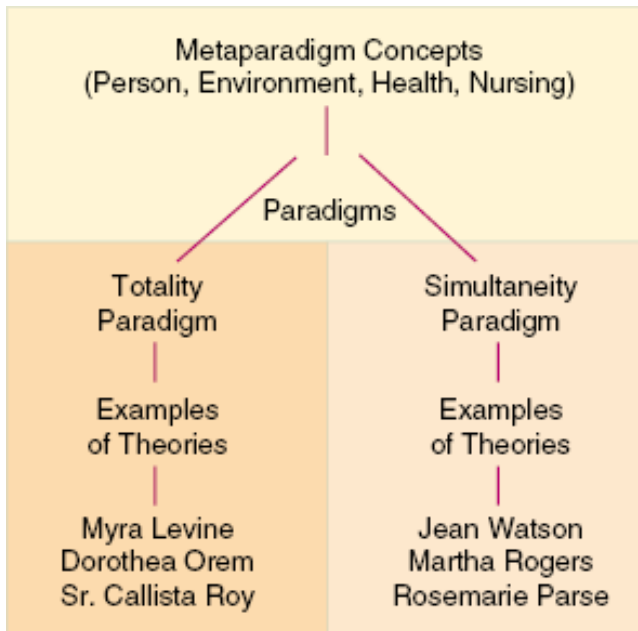 Metaparadigm Concepts
(Person, Environment, Health, Nursing)
Paradigms
Totality
Paradigm
Examples
of Theories
Myra Levine
Dorothea Orem
Sr. Callista Roy
Simultaneity
Paradigm
Examples
of Theories
Jean Watson
Martha Rogers
Rosemarie Parse